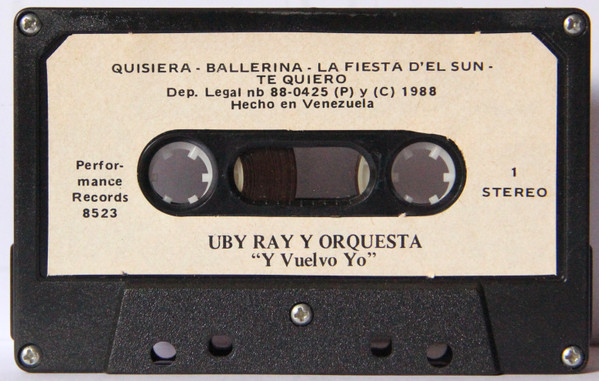 QUISIERA - BALLERINA - LA FIESTA D'EL SUN -
TE QUIERO
Dep. Legal nb 88-0425 (P) y (C) 1988
Hecho en Venezuela
Perfor-
mance
Records
8523
1
STEREO
UBY RAY Y ORQUESTA
“Y Vuelvo Yo”